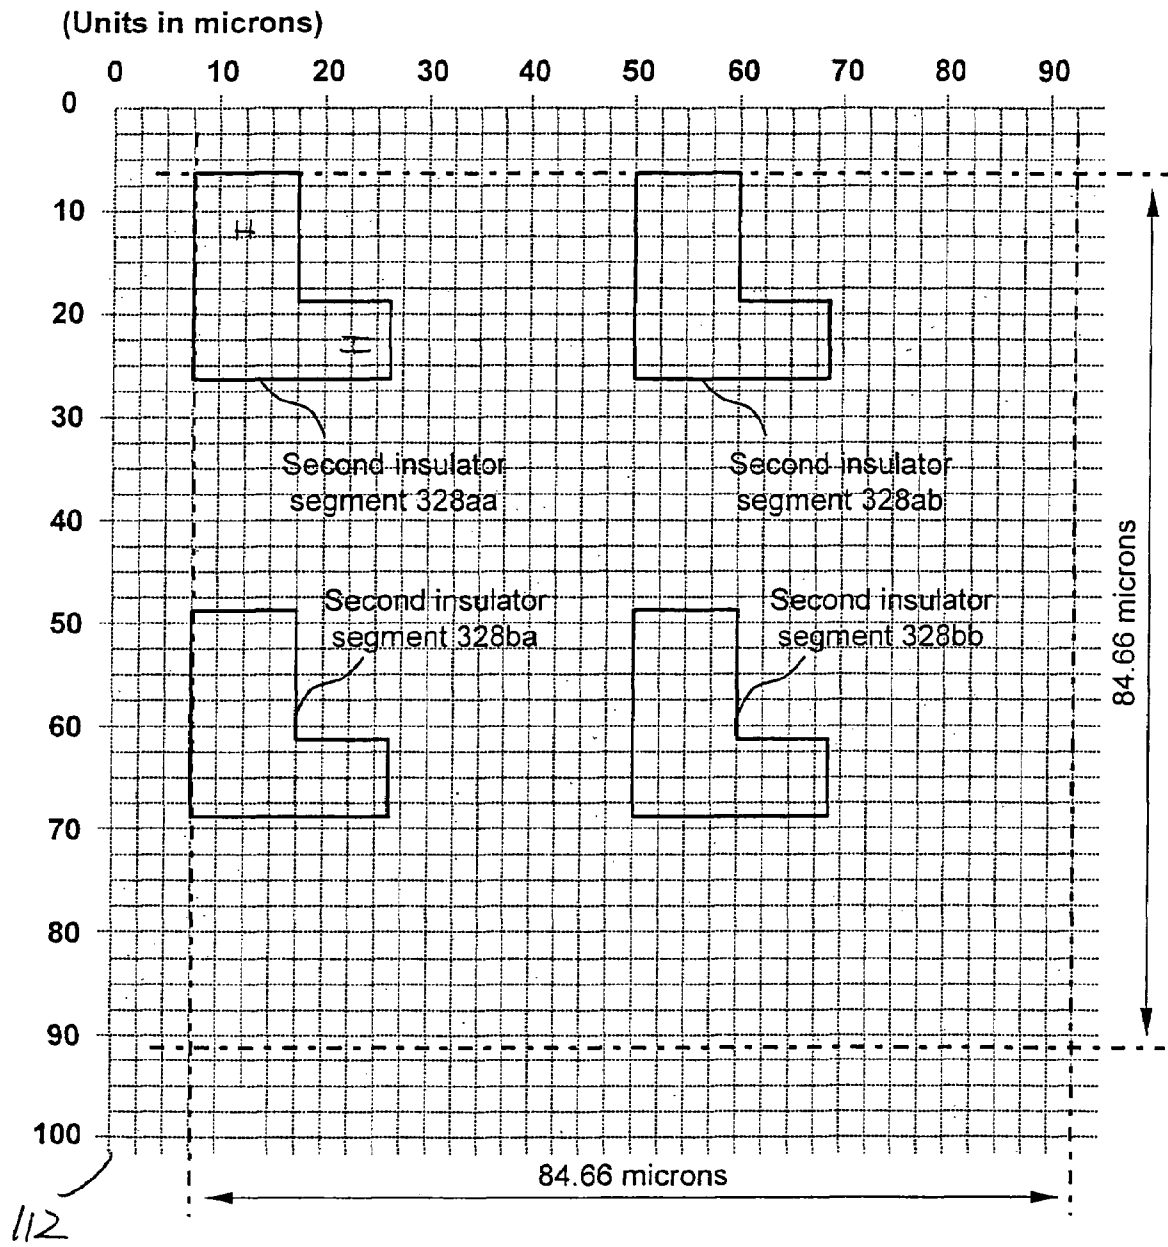 (Units in microns)
0 10 20 30 40 50 60 70 80 90
0
10
20
30
40
50
60
70
80
90
100
H
H
Second insulator
segment 328aa
Second insulator
segment 328ab
Second insulator
segment 328ba
Second insulator
segment 328bb
84.66 microns
84.66 microns
112